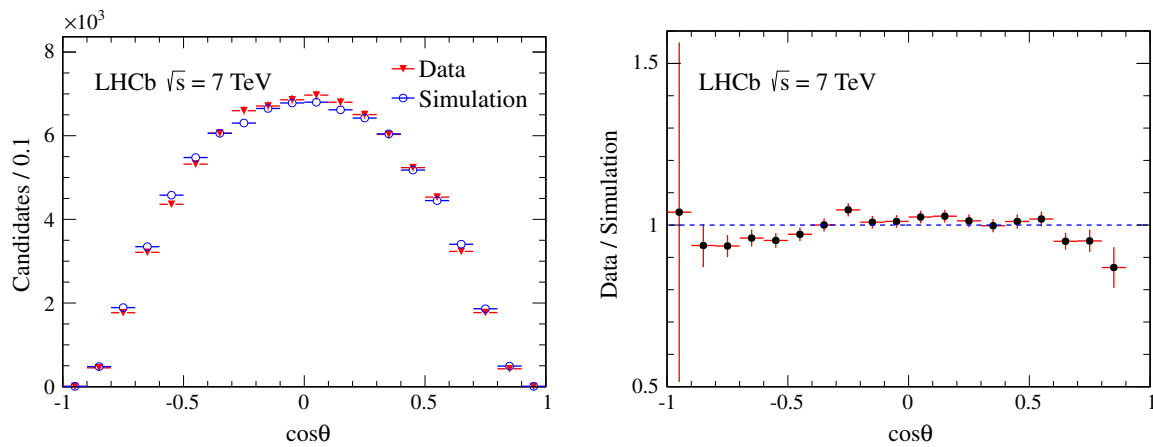 ×10³
8
6
4
2
0
Candidates / 0.1
LHCb √s = 7 TeV
Data
Simulation
-1 -0.5 0 0.5 1
cosθ
1.5
1
0.5
Data / Simulation
LHCb √s = 7 TeV
-1 -0.5 0 0.5 1
cosθ